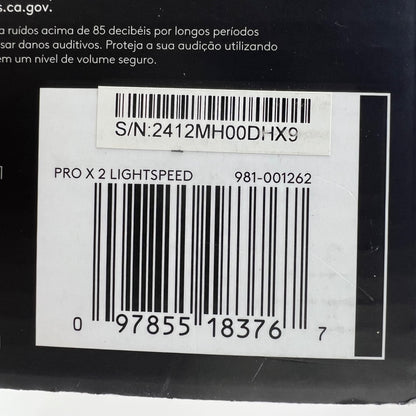 s.ca.gov.
a ruídos acima de 85 decibéis por longos períodos
sar danos auditivos. Proteja a sua audição utilizando
em um nível de volume seguro.
S/N:2412MH00DHX9
PRO X 2 LIGHTSPEED 981-001262
0 97855 18376 7